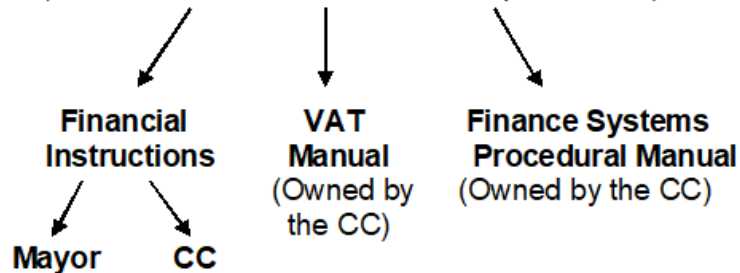 Financial
Instructions
VAT
Manual
(Owned by
the CC)
Finance Systems
Procedural Manual
(Owned by the CC)
Mayor
CC